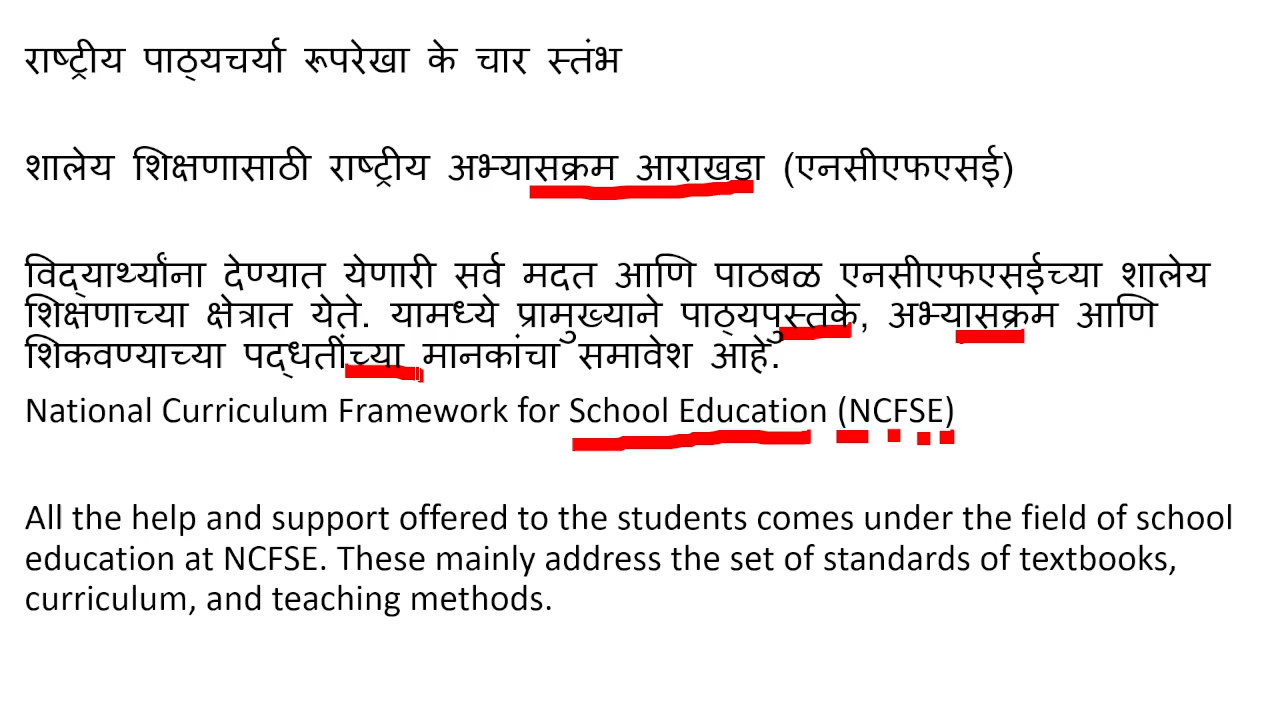 राष्ट्रीय पाठ्यचर्या रूपरेखा के चार स्तंभ
शालेय शिक्षणासाठी राष्ट्रीय अभ्यासक्रम आराखडा (एनसीएफएसई)
विद्यार्थ्यांना देण्यात येणारी सर्व मदत आणि पाठबळ एनसीएफएसईच्या शालेय
शिक्षणाच्या क्षेत्रात येते. यामध्ये प्रामुख्याने पाठ्यपुस्तके, अभ्यासक्रम आणि
शिकवण्याच्या पद्धतींच्या मानकांचा समावेश आहे.
National Curriculum Framework for School Education (NCFSE)
All the help and support offered to the students comes under the field of school
education at NCFSE. These mainly address the set of standards of textbooks,
curriculum, and teaching methods.